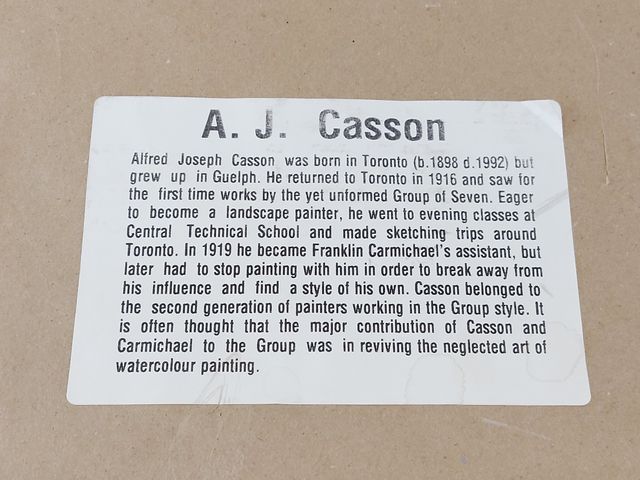 A. J. Casson
Alfred Joseph Casson was born in Toronto (b.1898 d.1992) but
grew up in Guelph. He returned to Toronto in 1916 and saw for
the first time works by the yet unformed Group of Seven. Eager
to become a landscape painter, he went to evening classes at
Central Technical School and made sketching trips around
Toronto. In 1919 he became Franklin Carmichael's assistant, but
later had to stop painting with him in order to break away from
his influence and find a style of his own. Casson belonged to
the second generation of painters working in the Group style. It
is often thought that the major contribution of Casson and
Carmichael to the Group was in reviving the neglected art of
watercolour painting.